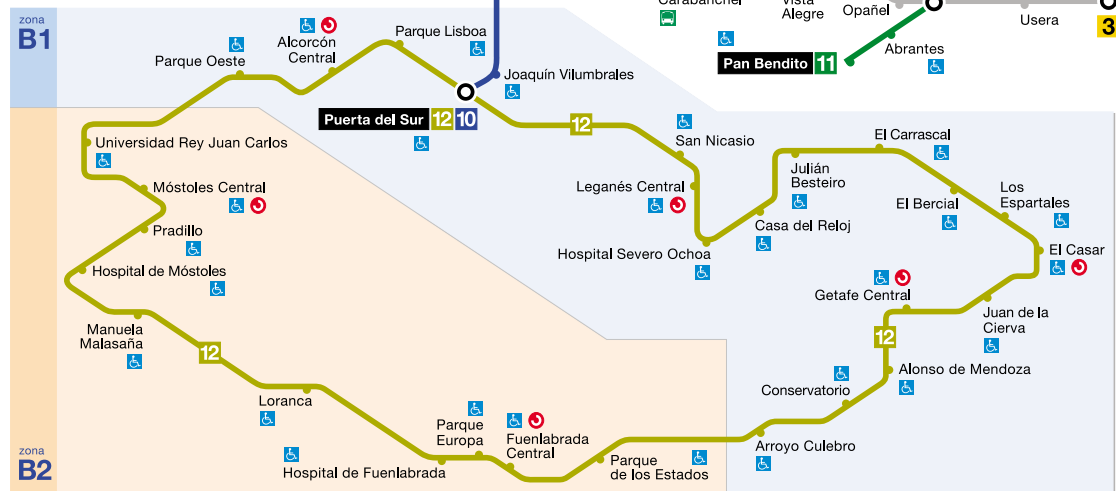 Carabanchel
Vista
Alegre
Opañel
Usera
3
Abrantes
Pan Bendito 11
zona
B1
Parque Oeste
Alcorcón
Central
Parque Lisboa
Joaquín Vilumbrales
Puerta del Sur 12 10
12
San Nicasio
Leganés Central
Hospital Severo Ochoa
Casa del Reloj
Julián
Besteiro
El Carrascal
El Bercial
Los
Espartales
El Casar
Juan de la
Cierva
Getafe Central
12
Alonso de Mendoza
Conservatorio
Arroyo Culebro
Universidad Rey Juan Carlos
Móstoles Central
Pradillo
Hospital de Móstoles
Manuela
Malasaña
12
Loranca
Hospital de Fuenlabrada
Parque
Europa
Fuenlabrada
Central
Parque
de los Estados
zona
B2